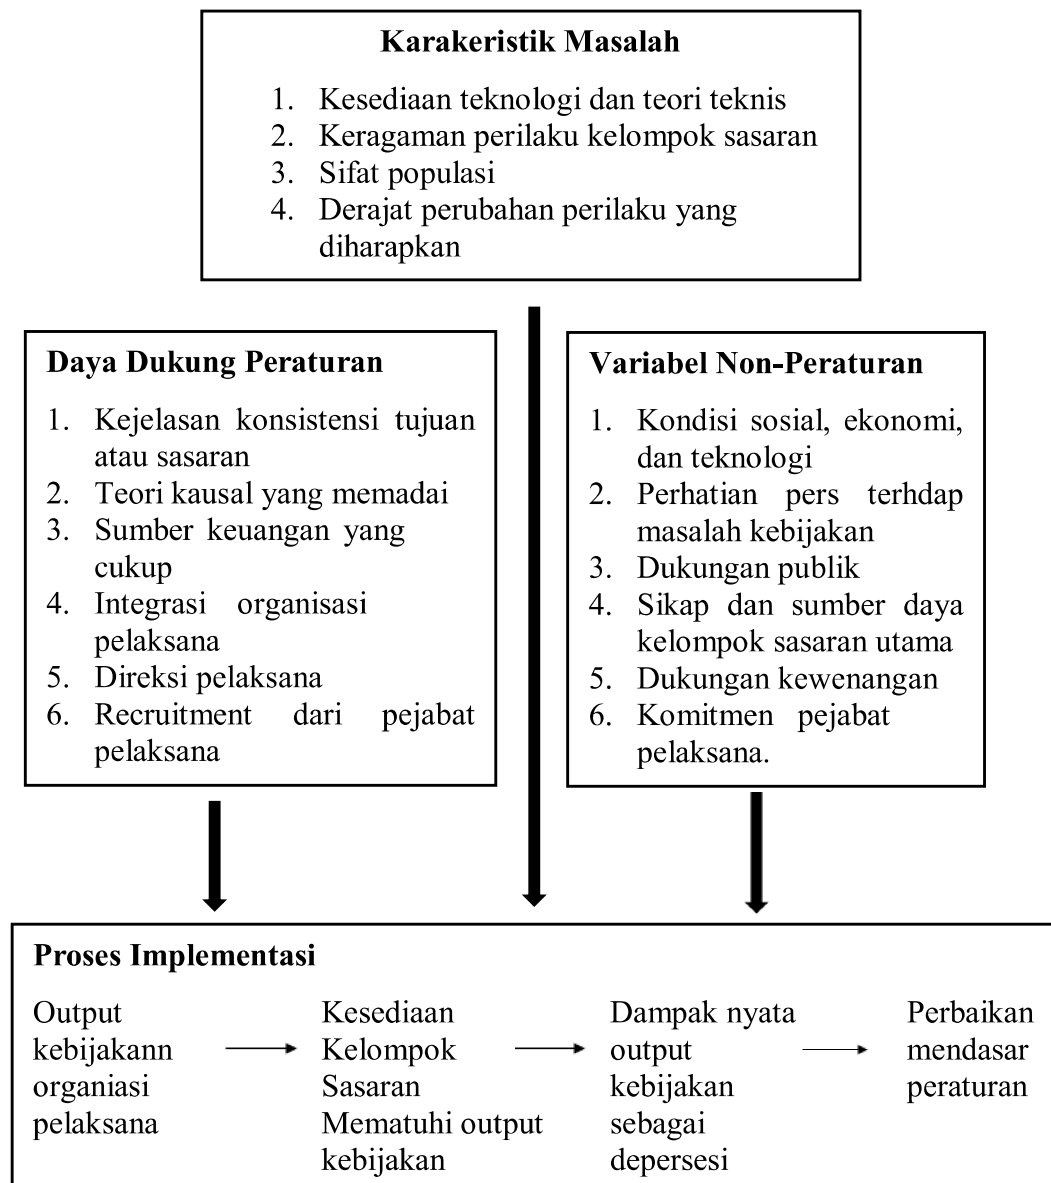 Karakeristik Masalah
1. Kesediaan teknologi dan teori teknis
2. Keragaman perilaku kelompok sasaran
3. Sifat populasi
4. Derajat perubahan perilaku yang
diharapkan
Daya Dukung Peraturan
1. Kejelasan konsistensi tujuan
atau sasaran
2. Teori kausal yang memadai
3. Sumber keuangan yang
cukup
4. Integrasi organisasi
pelaksana
5. Direksi pelaksana
6. Recruitment dari pejabat
pelaksana
Variabel Non-Peraturan
1. Kondisi sosial, ekonomi,
dan teknologi
2. Perhatian pers terhdap
masalah kebijakan
3. Dukungan publik
4. Sikap dan sumber daya
kelompok sasaran utama
5. Dukungan kewenangan
6. Komitmen pejabat
pelaksana.
Proses Implementasi
Output
kebijakann
organiasi
pelaksana
Kesediaan
Kelompok
Sasaran
Mematuhi output
kebijakan
Dampak nyata
output
kebijakan
sebagai
depersesi
Perbaikan
mendasar
peraturan